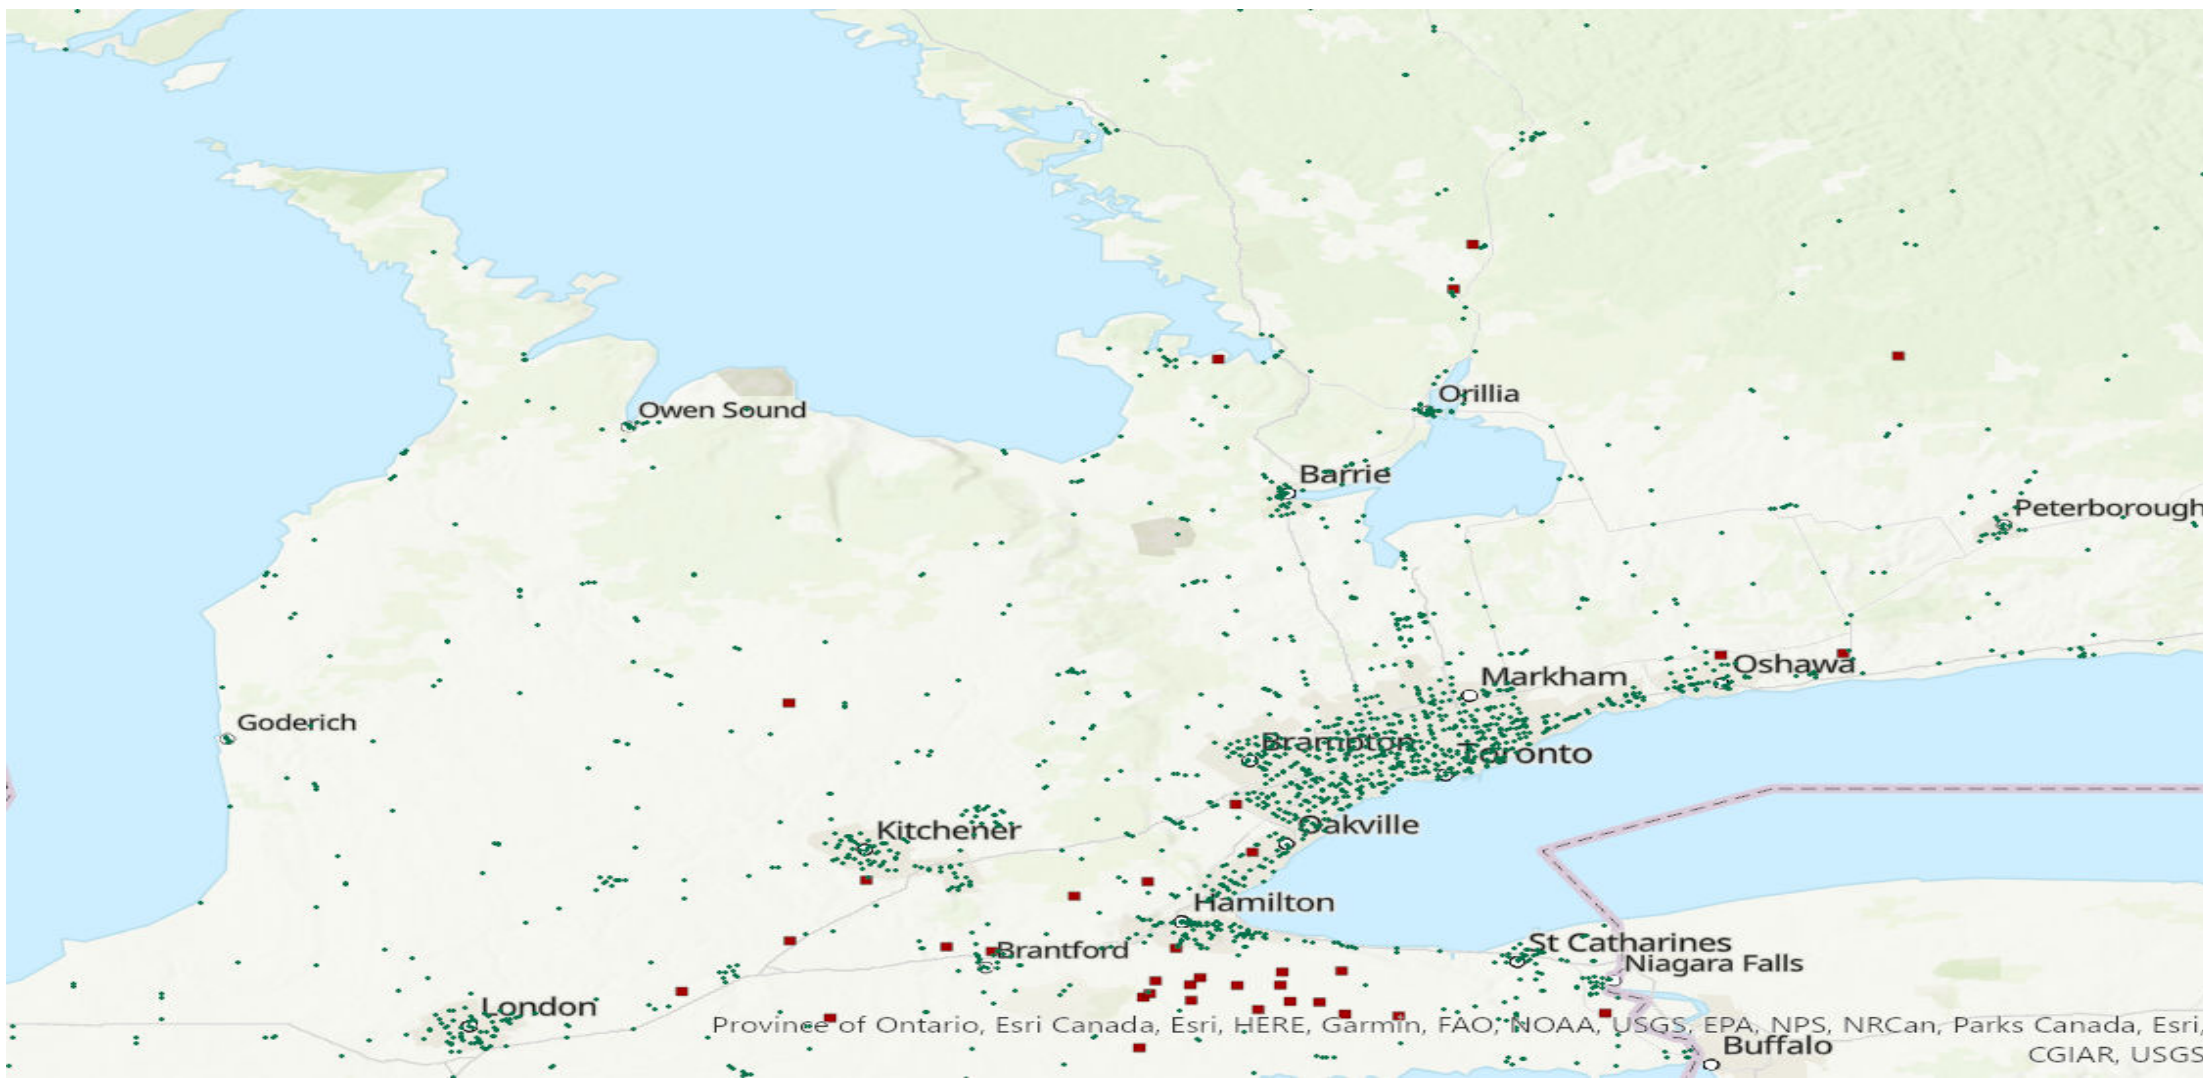 Owen Sound
Orillia
Barrie
Peterborough
Markham
Oshawa
Goderich
Brampton
Toronto
Kitchener
Oakville
Hamilton
Brantford
St Catharines
Niagara Falls
London
Province of Ontario, Esri Canada, Esri, HERE, Garmin, FAO, NOAA, USGS, EPA, NPS, NRCan, Parks Canada, Esri,
Buffalo
CGIAR, USGS